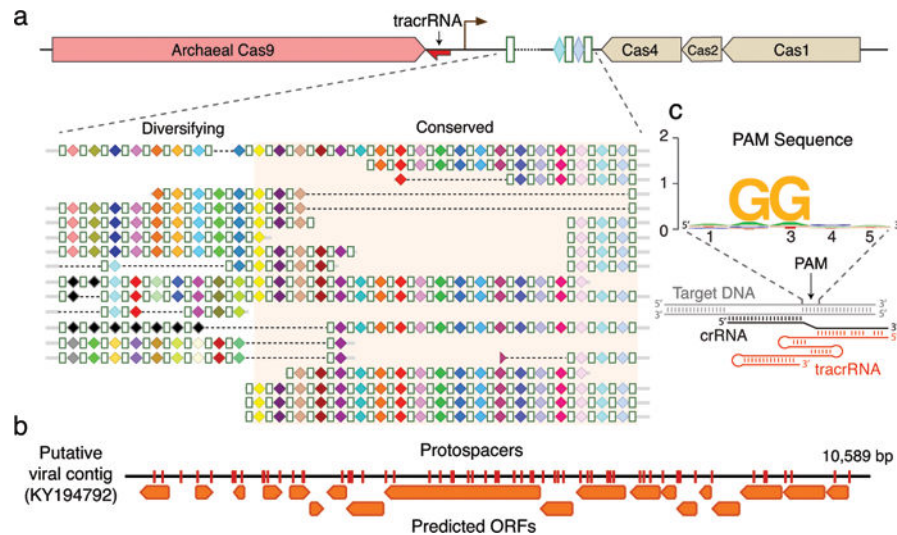 a
tracrRNA
Archaeal Cas9
Cas4
Cas2
Cas1
Diversifying
Conserved
c
PAM Sequence
2
1
0
GG
5′
3′
1 2 3 4 5
PAM
Target DNA
5′
3′
3′
5′
5′
crRNA
3′
5′
tracrRNA
3′
b
Putative
viral contig
(KY194792)
Protospacers
10,589 bp
Predicted ORFs